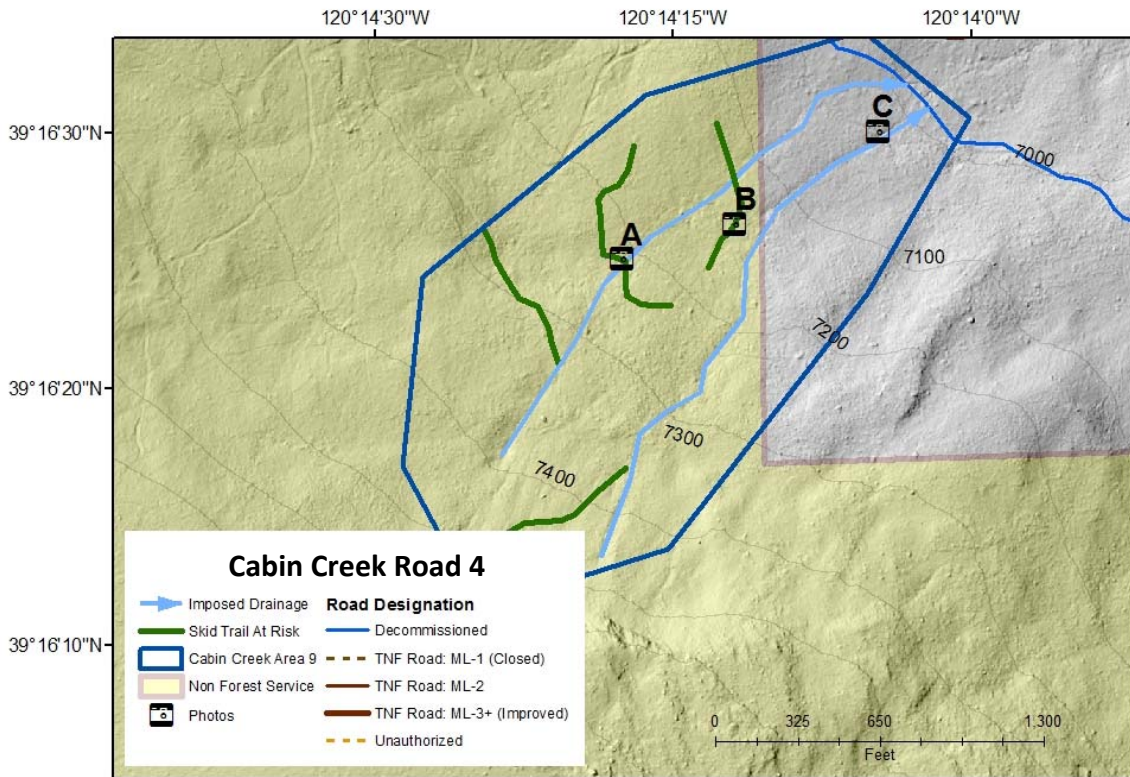 120°14'30"W 120°14'15"W 120°14'0"W
39°16'30"N
C
7000
B
A
7100
7200
39°16'20"N
7300
7400
Cabin Creek Road 4
Imposed Drainage Road Designation
Skid Trail At Risk Decommissioned
39°16'10"N
Cabin Creek Area 9 TNF Road: ML-1 (Closed)
Non Forest Service TNF Road: ML-2
Photos TNF Road: ML-3+ (Improved)
Unauthorized
0 325 650 1,300
Feet